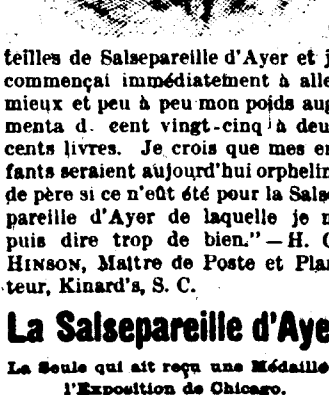 teilles de Salsepareille d'Ayer et j
commençai immédiatement à alle
mieux et peu à peu mon poids aug
menta d. cent vingt-cinq à deu
cents livres. Je crois que mes en
fants seraient aujourd'hui orphelin
de père si ce n'eût été pour la Salse
pareille d'Ayer de laquelle je n
puis dire trop de bien." — H. C
HINSON, Maître de Poste et Plan
teur, Kinard's, S. C.
La Salsepareille d'Aye
La Seule qui ait reçu une Médaille
l'Exposition de Chicago.